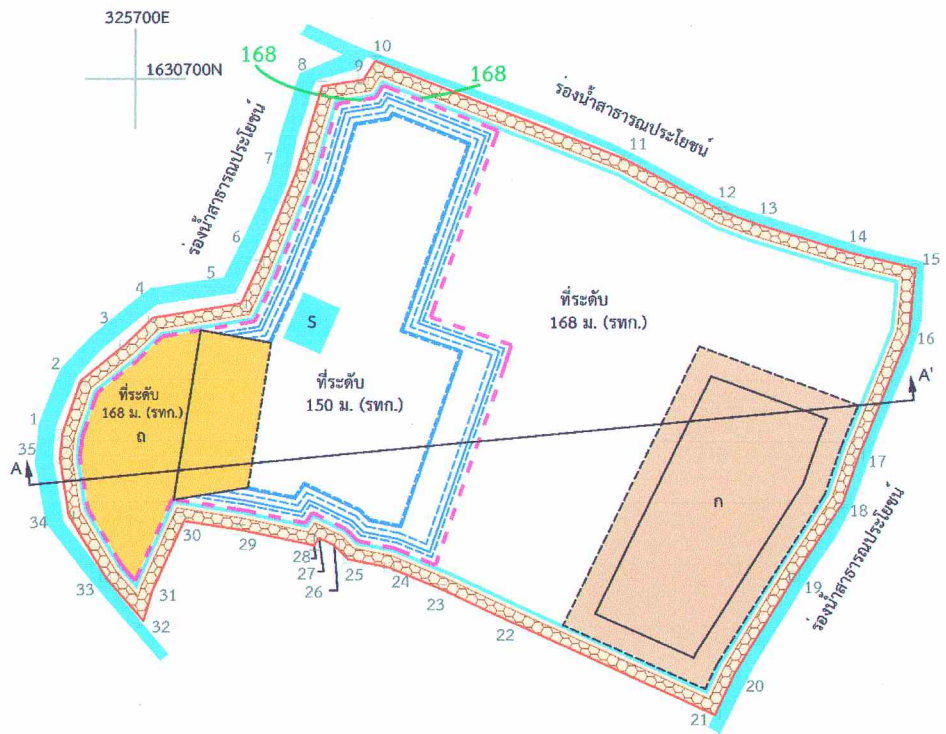 325700E
1630700N
168
168
8
9
10
ร่องน้ำสาธารณประโยชน์
ร่องน้ำสาธารณประโยชน์
11
7
12
13
6
14
15
5
4
3
ที่ระดับ
168 ม. (รทก.)
S
16
2
ที่ระดับ
150 ม. (รทก.)
ที่ระดับ
168 ม. (รทก.)
ถ
A'
1
35
A
17
ก
18
34
30
29
28
27
26
25
24
23
22
33
31
32
19
ร่องน้ำสาธารณประโยชน์
20
21